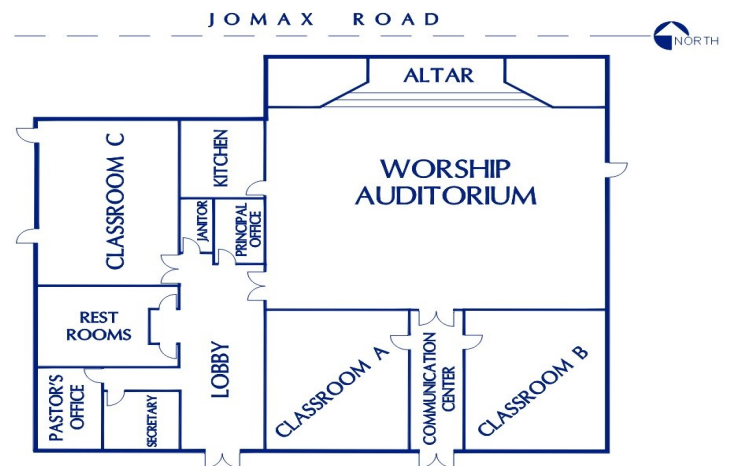 JOMAX ROAD
NORTH
ALTAR
CLASSROOM C
KITCHEN
WORSHIP
AUDITORIUM
JANITOR
PRINCIPAL
OFFICE
REST
ROOMS
LOBBY
CLASSROOM A
COMMUNICATION
CENTER
CLASSROOM B
PASTOR'S
OFFICE
SECRETARY